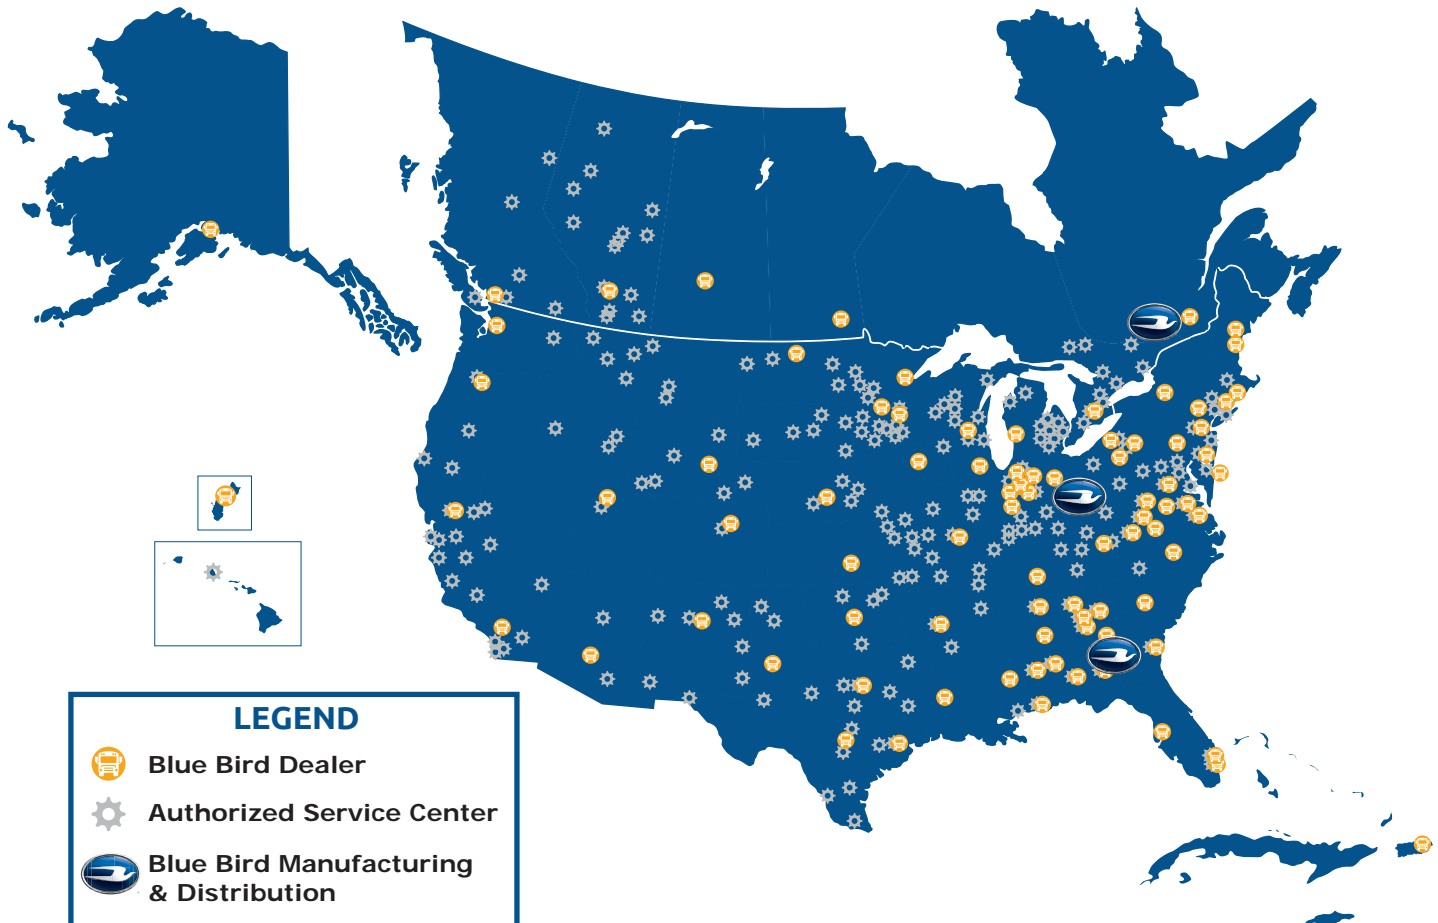 LEGEND
Blue Bird Dealer
Authorized Service Center
Blue Bird Manufacturing
& Distribution